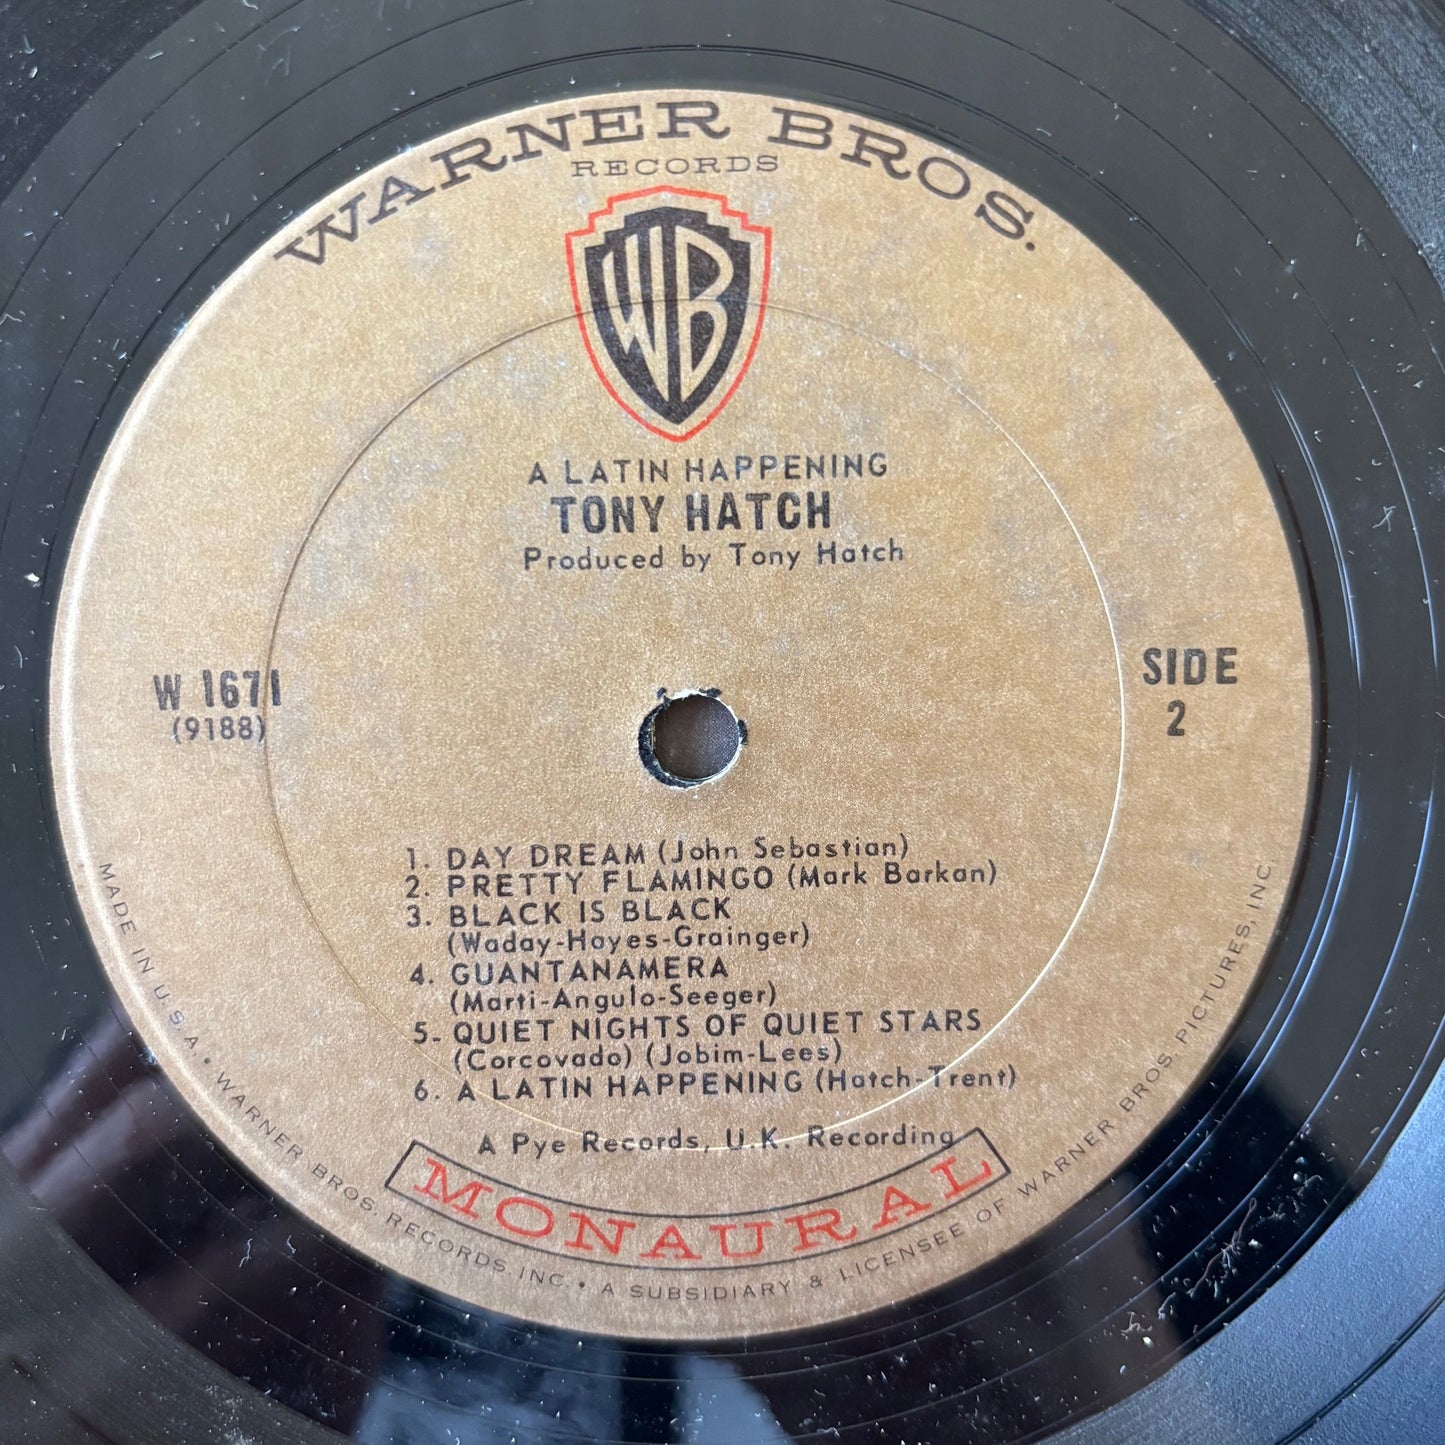 WARNER BROS.
RECORDS
WB
A LATIN HAPPENING
TONY HATCH
Produced by Tony Hatch
W 1671
(9188)
SIDE
2
1. DAY DREAM (John Sebastian)
2. PRETTY FLAMINGO (Mark Barkan)
3. BLACK IS BLACK
(Waday-Hayes-Grainger)
4. GUANTANAMERA
(Marti-Angulo-Seeger)
5. QUIET NIGHTS OF QUIET STARS
(Corcovado) (Jobim-Lees)
6. A LATIN HAPPENING (Hatch-Trent)
A Pye Records, U.K. Recording
MONAURAL
MADE IN U.S.A. • WARNER BROS. RECORDS, INC. • A SUBSIDIARY & LICENSEE OF WARNER BROS. PICTURES, INC.